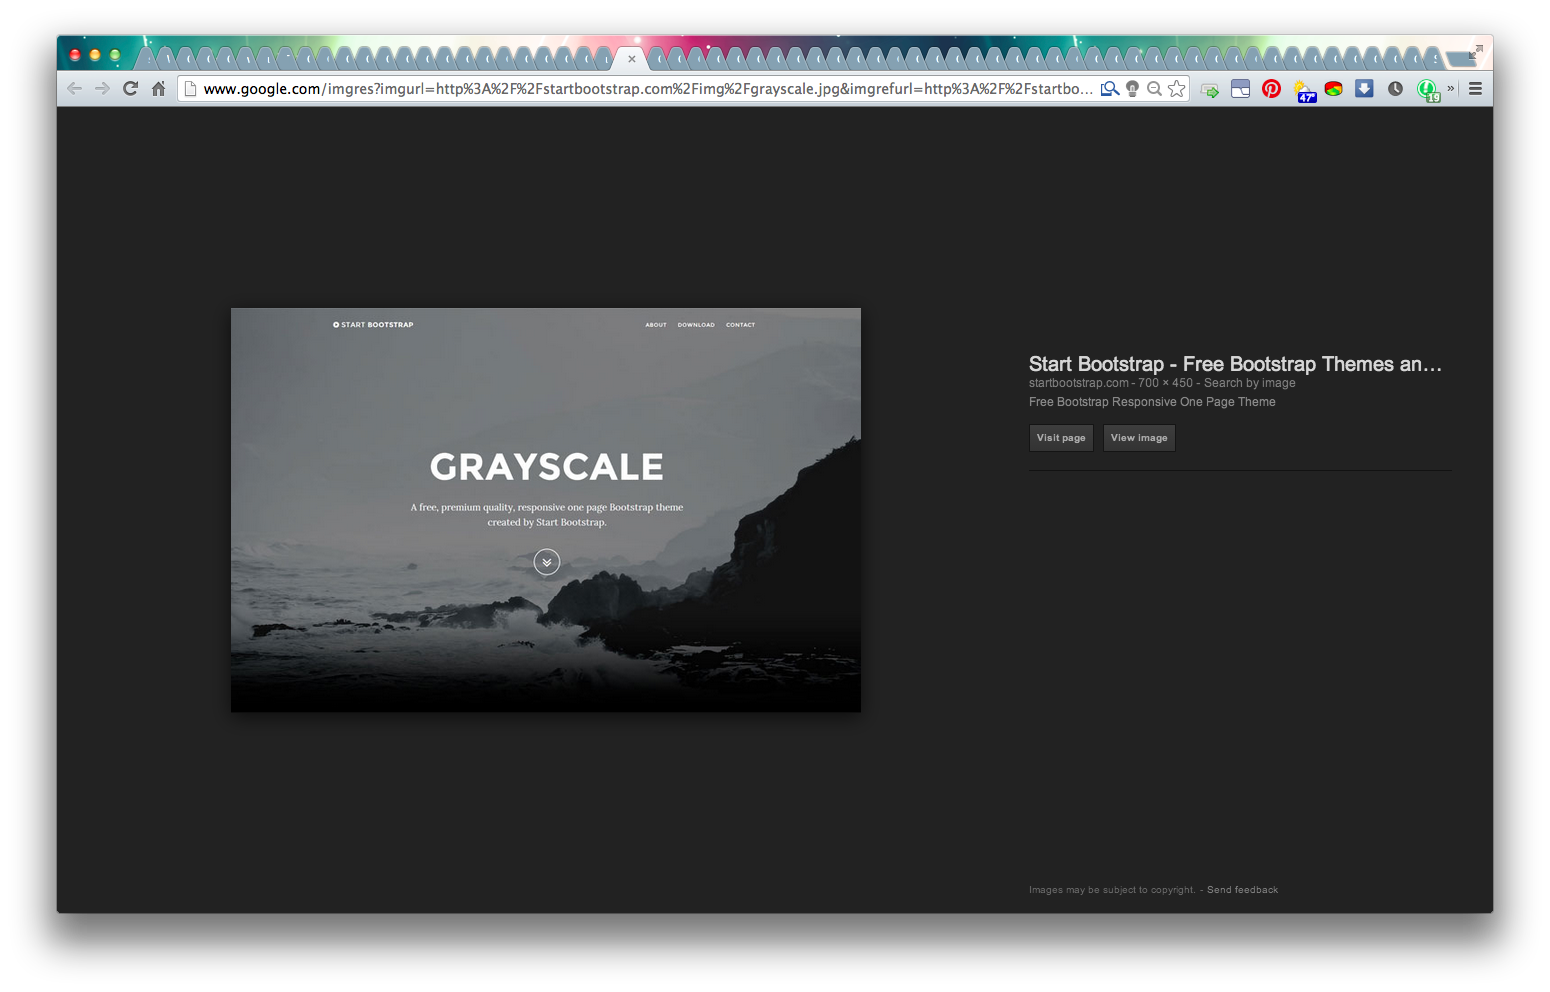 www.google.com/imgres?imgurl=http%3A%2F%2Fstartbootstrap.com%2Fimg%2Fgrayscale.jpg&imgrefurl=http%3A%2F%2Fstartbo...
47°
19
»
START BOOTSTRAP
ABOUT DOWNLOAD CONTACT
GRAYSCALE
A free, premium quality, responsive one page Bootstrap theme
created by Start Bootstrap.
Start Bootstrap - Free Bootstrap Themes an...
startbootstrap.com - 700 × 450 - Search by image
Free Bootstrap Responsive One Page Theme
Visit page View image
Images may be subject to copyright. - Send feedback